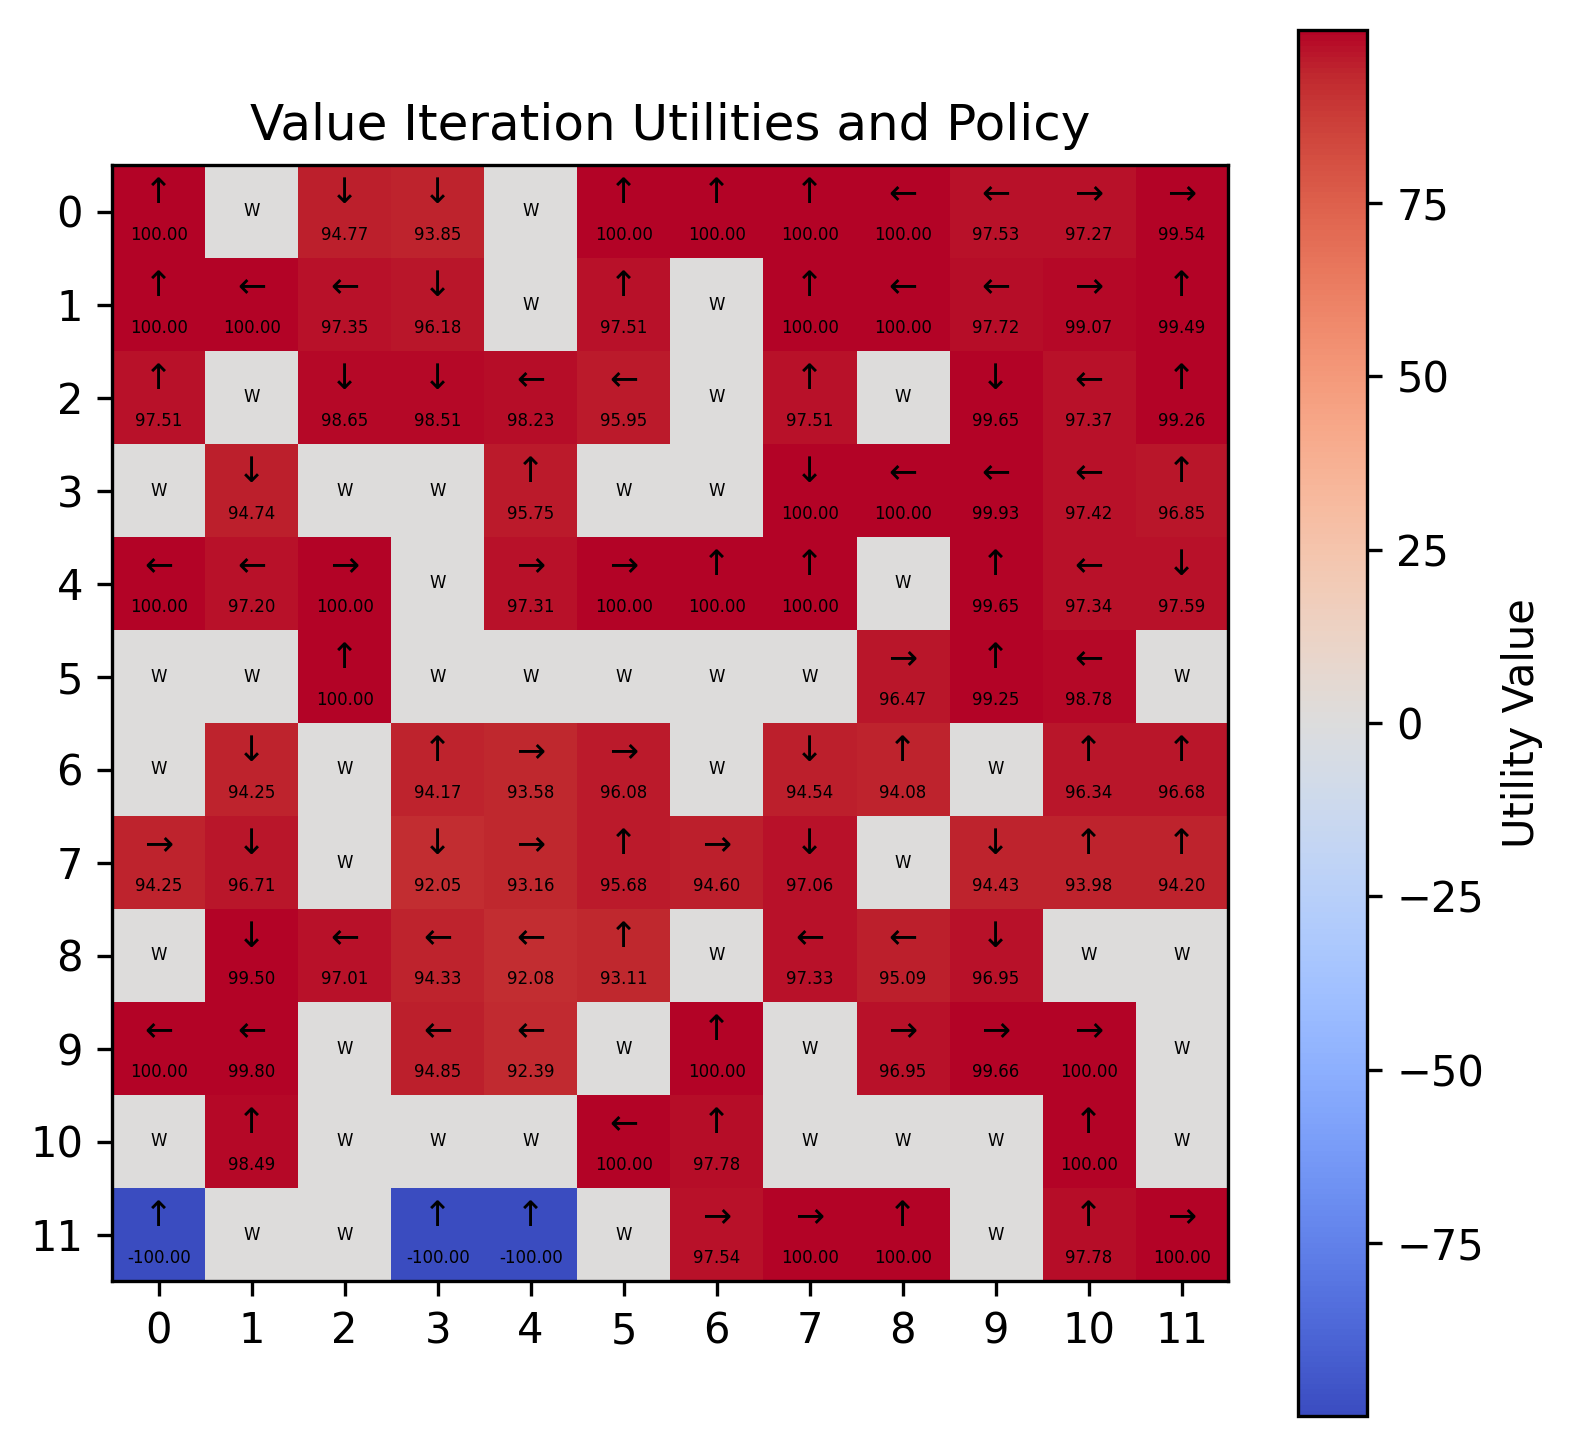 Value Iteration Utilities and Policy
0 ↑ W ↓ ↓ W ↑ ↑ ↑ ← ← → →
100.00 94.77 93.85 100.00 100.00 100.00 100.00 97.53 97.27 99.54
1 ↑ ← ← ↓ W ↑ W ↑ ← ← → ↑
100.00 100.00 97.35 96.18 97.51 100.00 100.00 97.72 99.07 99.49
2 ↑ W ↓ ↓ ← ← W ↑ W ↓ ← ↑
97.51 98.65 98.51 98.23 95.95 97.51 99.65 97.37 99.26
3 W ↓ W W ↑ W W ↓ ← ← ← ↑
94.74 95.75 100.00 100.00 99.93 97.42 96.85
4 ← ← → W → → ↑ ↑ W ↑ ← ↓
100.00 97.20 100.00 97.31 100.00 100.00 100.00 99.65 97.34 97.59
5 W W ↑ W W W W W → ↑ ← W
100.00 96.47 99.25 98.78
6 W ↓ W ↑ → → W ↓ ↑ W ↑ ↑
94.25 94.17 93.58 96.08 94.54 94.08 96.34 96.68
7 → ↓ W ↓ → ↑ → ↓ W ↓ ↑ ↑
94.25 96.71 92.05 93.16 95.68 94.60 97.06 94.43 93.98 94.20
8 W ↓ ← ← ← ↑ W ← ← ↓ W W
99.50 97.01 94.33 92.08 93.11 97.33 95.09 96.95
9 ← ← W ← ← W ↑ W → → → W
100.00 99.80 94.85 92.39 100.00 96.95 99.66 100.00
10 W ↑ W W W ← ↑ W W W ↑ W
98.49 100.00 97.78 100.00
11 ↑ W W ↑ ↑ W → → ↑ W ↑ →
-100.00 -100.00 -100.00 97.54 100.00 100.00 97.78 100.00
0 1 2 3 4 5 6 7 8 9 10 11
75
50
25
0
−25
−50
−75
Utility Value